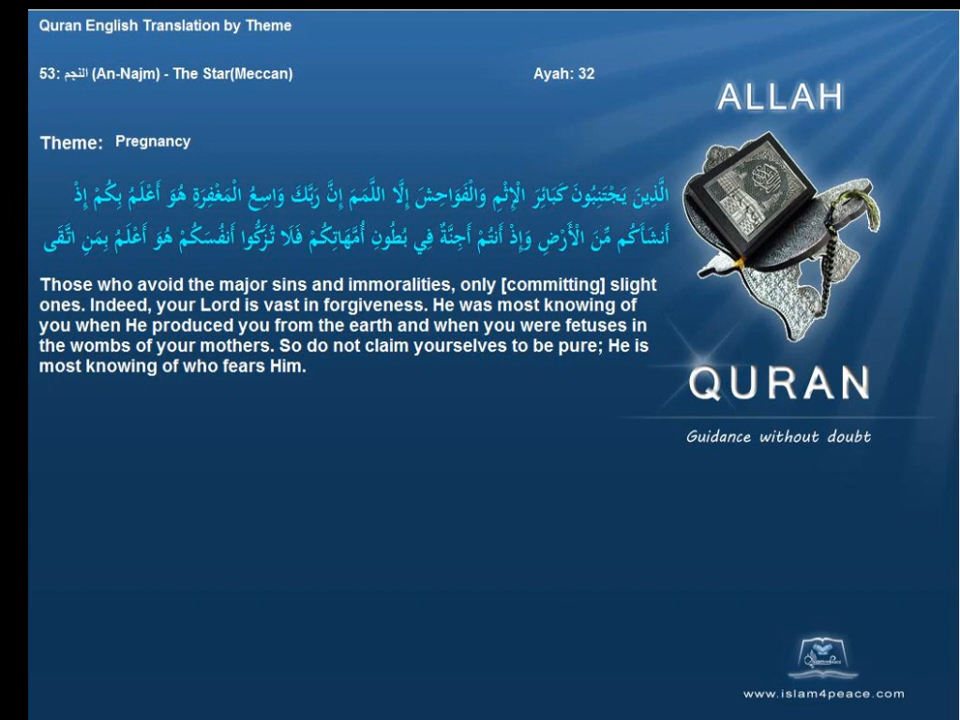 Quran English Translation by Theme
53: النجم (An-Najm) - The Star(Meccan) Ayah: 32
Theme: Pregnancy
الَّذِينَ يَجْتَنِبُونَ كَبَائِرَ الْإِثْمِ وَالْفَوَاحِشَ إِلَّا اللَّمَمَ إِنَّ رَبَّكَ وَاسِعُ الْمَغْفِرَةِ هُوَ أَعْلَمُ بِكُمْ إِذْ
أَنشَأَكُم مِّنَ الْأَرْضِ وَإِذْ أَنتُمْ أَجِنَّةٌ فِي بُطُونِ أُمَّهَاتِكُمْ فَلَا تُزَكُّوا أَنفُسَكُمْ هُوَ أَعْلَمُ بِمَنِ اتَّقَى
Those who avoid the major sins and immoralities, only [committing] slight
ones. Indeed, your Lord is vast in forgiveness. He was most knowing of
you when He produced you from the earth and when you were fetuses in
the wombs of your mothers. So do not claim yourselves to be pure; He is
most knowing of who fears Him.
ALLAH
QURAN
Guidance without doubt
www.islam4peace.com